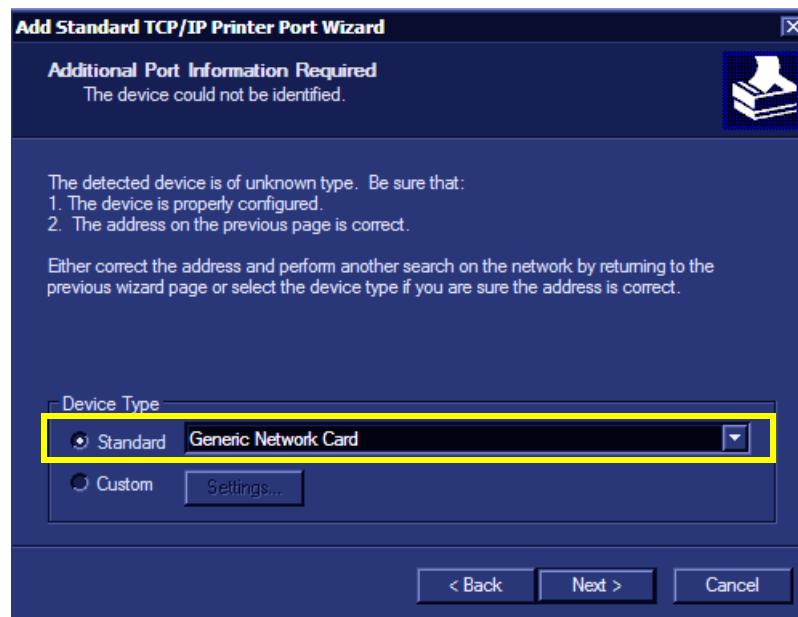 Add Standard TCP/IP Printer Port Wizard
Additional Port Information Required
The device could not be identified.
The detected device is of unknown type. Be sure that:
1. The device is properly configured.
2. The address on the previous page is correct.
Either correct the address and perform another search on the network by returning to the
previous wizard page or select the device type if you are sure the address is correct.
Device Type
Standard Generic Network Card
Custom Settings...
< Back Next > Cancel